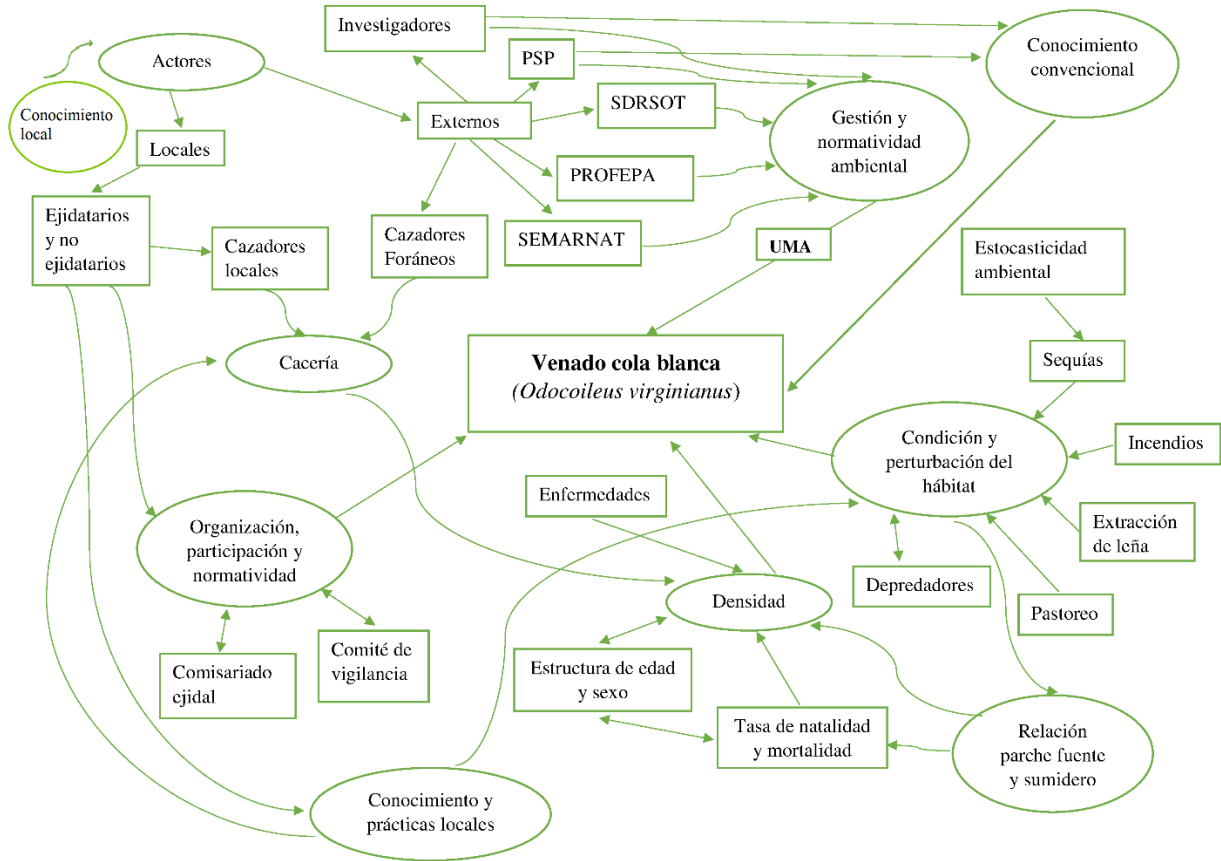 Investigadores
Conocimiento
convencional
Actores
PSP
SDRSOT
Conocimiento
local
Externos
Gestión y
normatividad
ambiental
Locales
PROFEPA
Ejidatarios
y no
ejidatarios
Cazadores
locales
Cazadores
Foráneos
SEMARNAT
UMA
Estocasticidad
ambiental
Cacería
Venado cola blanca
(Odocoileus virginianus)
Sequías
Condición y
perturbación del
hábitat
Incendios
Enfermedades
Organización,
participación y
normatividad
Extracción
de leña
Depredadores
Densidad
Pastoreo
Comité de
vigilancia
Comisariado
ejidal
Estructura de edad
y sexo
Tasa de natalidad
y mortalidad
Relación
parche fuente
y sumidero
Conocimiento y
prácticas locales